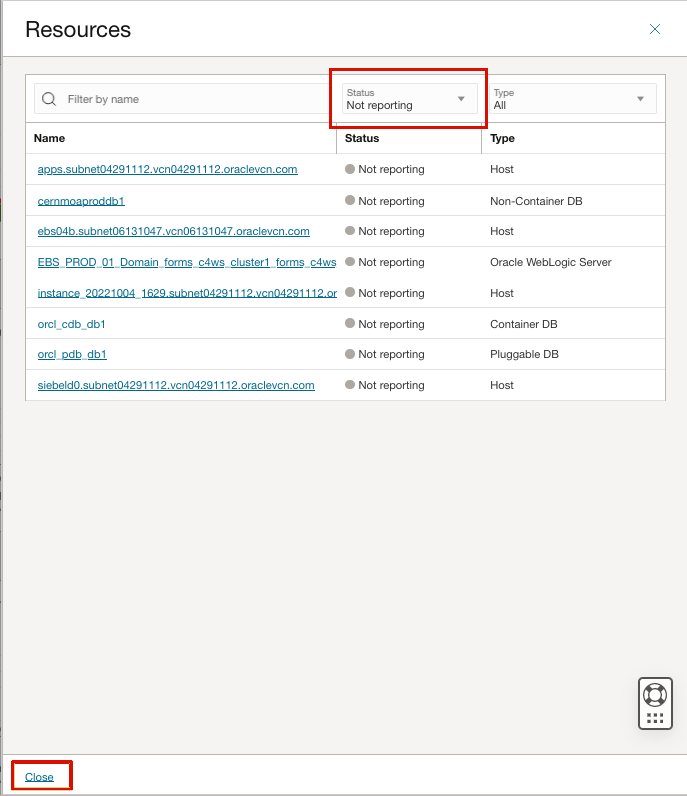 Resources
Filter by name
Status
Not reporting
Type
All
Name Status Type
apps.subnet04291112.vcn04291112.oraclevcn.com Not reporting Host
cernmoaproddb1 Not reporting Non-Container DB
ebs04b.subnet06131047.vcn06131047.oraclevcn.com Not reporting Host
EBS_PROD_01_Domain_forms_c4ws_cluster1_forms_c4ws Not reporting Oracle WebLogic Server
instance_20221004_1629.subnet04291112.vcn04291112.or Not reporting Host
orcl_cdb_db1 Not reporting Container DB
orcl_pdb_db1 Not reporting Pluggable DB
siebeld0.subnet04291112.vcn04291112.oraclevcn.com Not reporting Host
Close